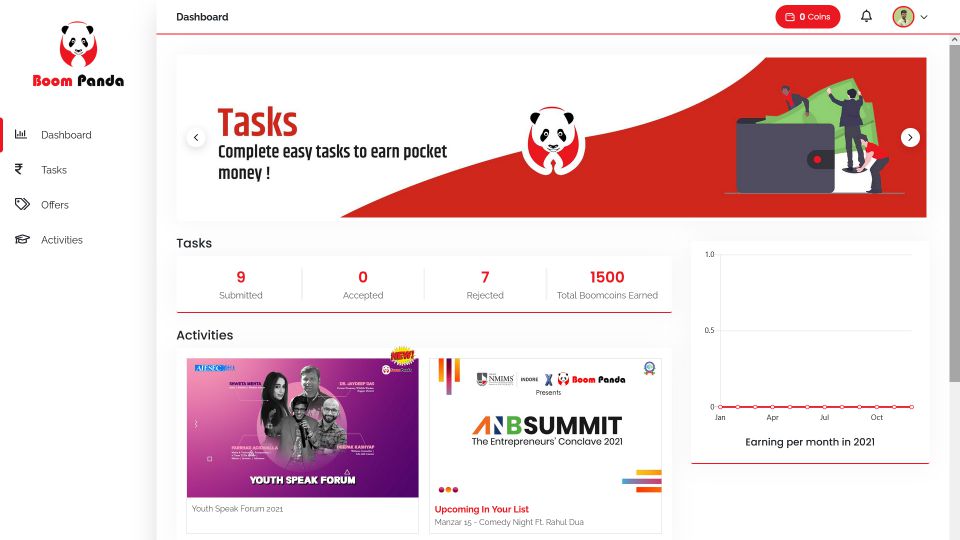 Boom Panda
Dashboard
Tasks
Offers
Activities
Dashboard
0 Coins
Tasks
Complete easy tasks to earn pocket
money !
Tasks
9
Submitted
0
Accepted
7
Rejected
1500
Total Boomcoins Earned
Activities
NEW!
AIESEC
Boom Panda
SHWETA MEHTA
DR. JAYDEEP DAS
DEEPAK KASHYAP
YOUTH SPEAK FORUM
Youth Speak Forum 2021
NMIMS
INDORE
X
Boom Panda
Presents
ANBSUMMIT
The Entrepreneurs' Conclave 2021
Upcoming In Your List
Manzar 15 - Comedy Night Ft. Rahul Dua
1.0
0.5
0
Jan
Apr
Jul
Oct
Earning per month in 2021